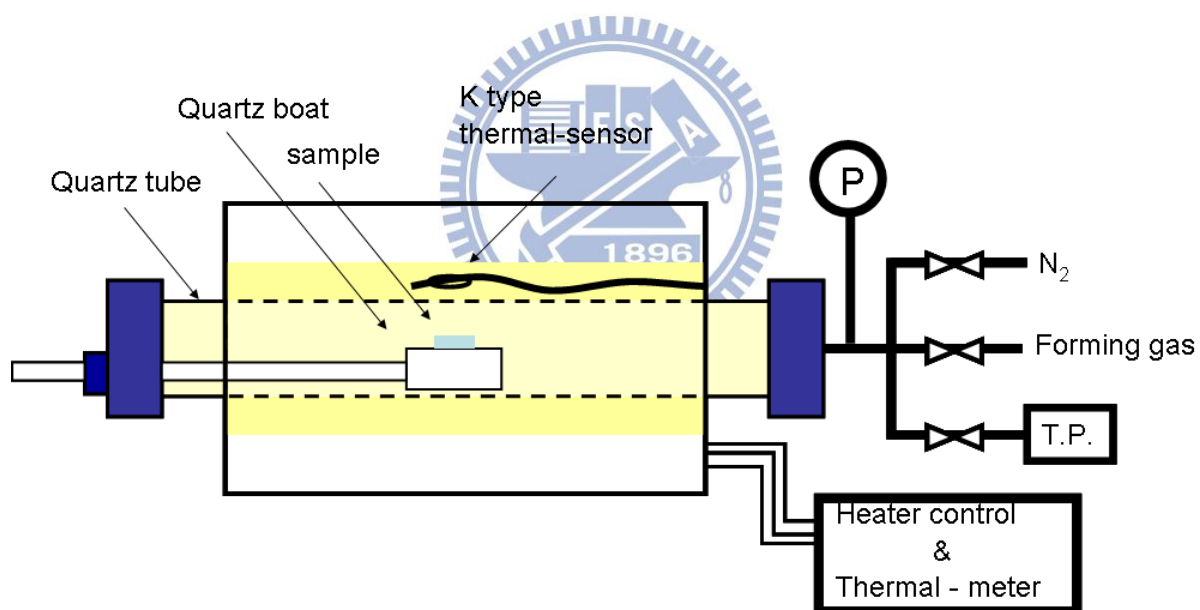 K type
thermal-sensor
Quartz boat
sample
Quartz tube
E S A
1896
P
N2
Forming gas
T.P.
Heater control
&
Thermal - meter